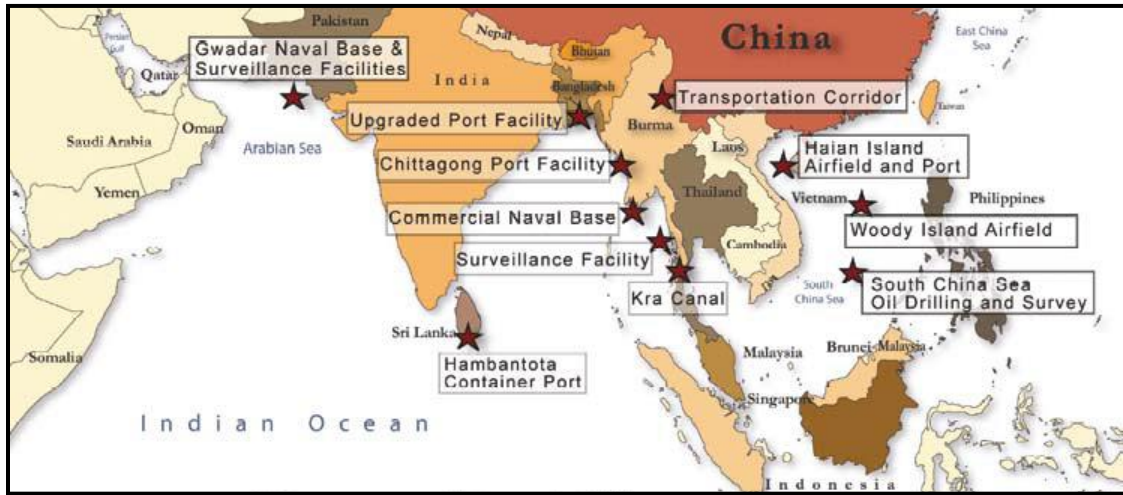 Pakistan
Persian
Gulf
Qatar
Gwadar Naval Base &
Surveillance Facilities
Nepal
Bhutan
China
East China
Sea
India
Bangladesh
Transportation Corridor
Taiwan
Oman
Saudi Arabia
Arabian Sea
Upgraded Port Facility
Burma
Laos
Haian Island
Airfield and Port
Chittagong Port Facility
Thailand
Yemen
Vietnam
Philippines
Commercial Naval Base
Woody Island Airfield
Cambodia
Surveillance Facility
Kra Canal
South
China Sea
South China Sea
Oil Drilling and Survey
Sri Lanka
Somalia
Hambantota
Container Port
Malaysia
Brunei
Malaysia
Singapore
Indian Ocean
Indonesia